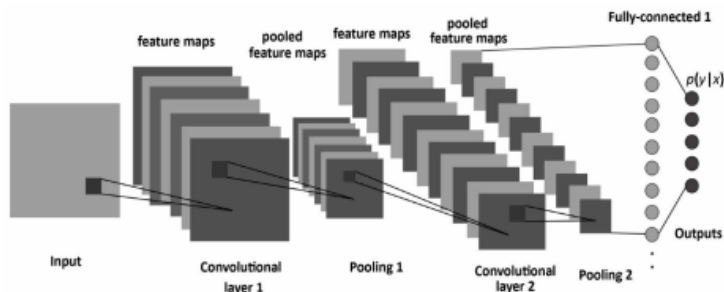 feature maps
pooled
feature maps
feature maps
pooled
feature maps
Fully-connected 1
p(y|x)
Input
Convolutional
layer 1
Pooling 1
Convolutional
layer 2
Pooling 2
Outputs